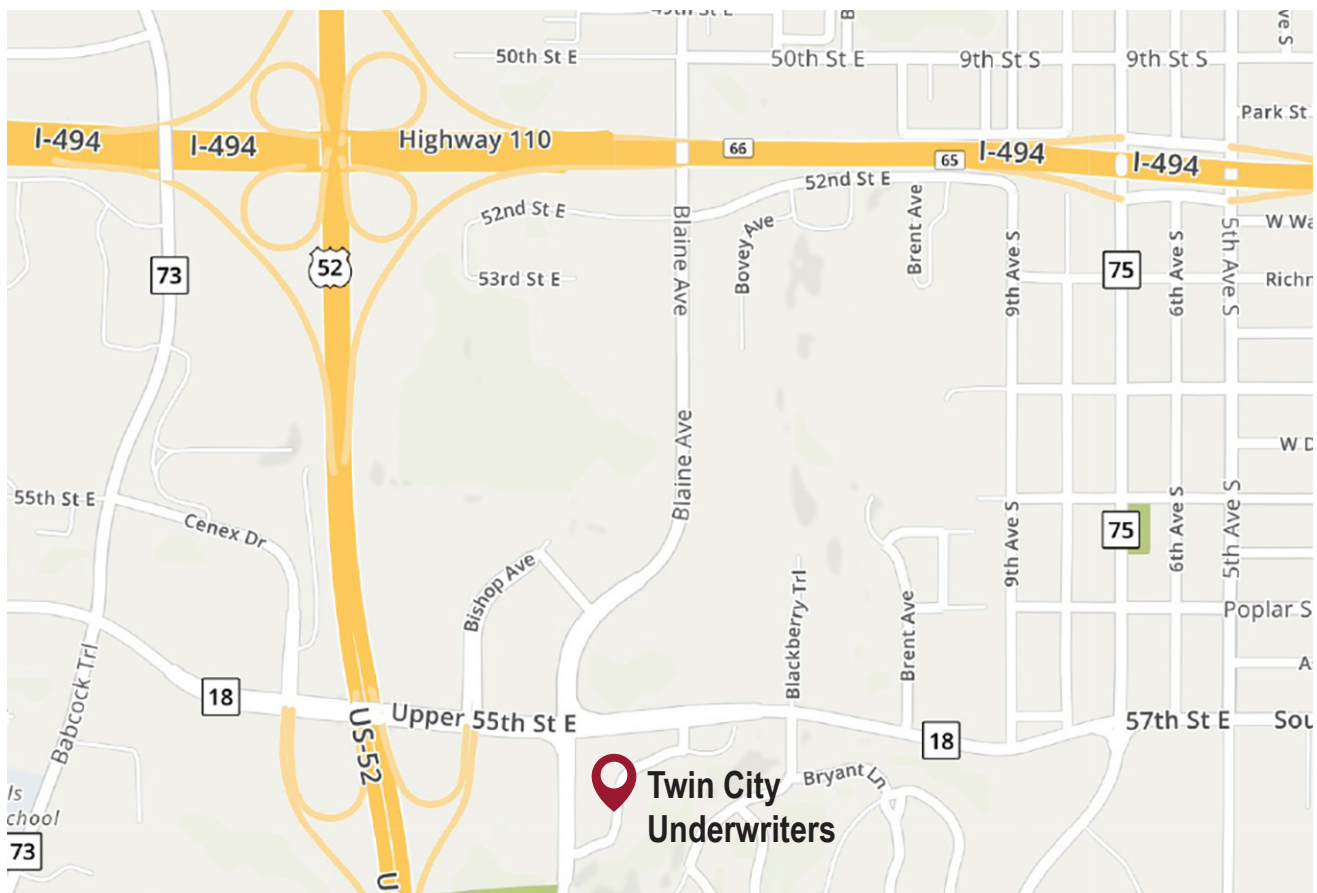 49th St E
50th St E
50th St E
9th St S
9th St S
Park St
I-494
I-494
Highway 110
66
65
I-494
I-494
52nd St E
52nd St E
53rd St E
Blaine Ave
Bovey Ave
Brent Ave
9th Ave S
75
6th Ave S
5th Ave S
W Wa
Richm
73
52
Blaine Ave
W D
55th St E
Cenex Dr
Bishop Ave
Blackberry Trl
Brent Ave
9th Ave S
75
6th Ave S
5th Ave S
Poplar S
A
Babcock Trl
18
Upper 55th St E
US-52
18
57th St E
Sou
Twin City
Underwriters
Bryant Ln
ls
chool
73
U